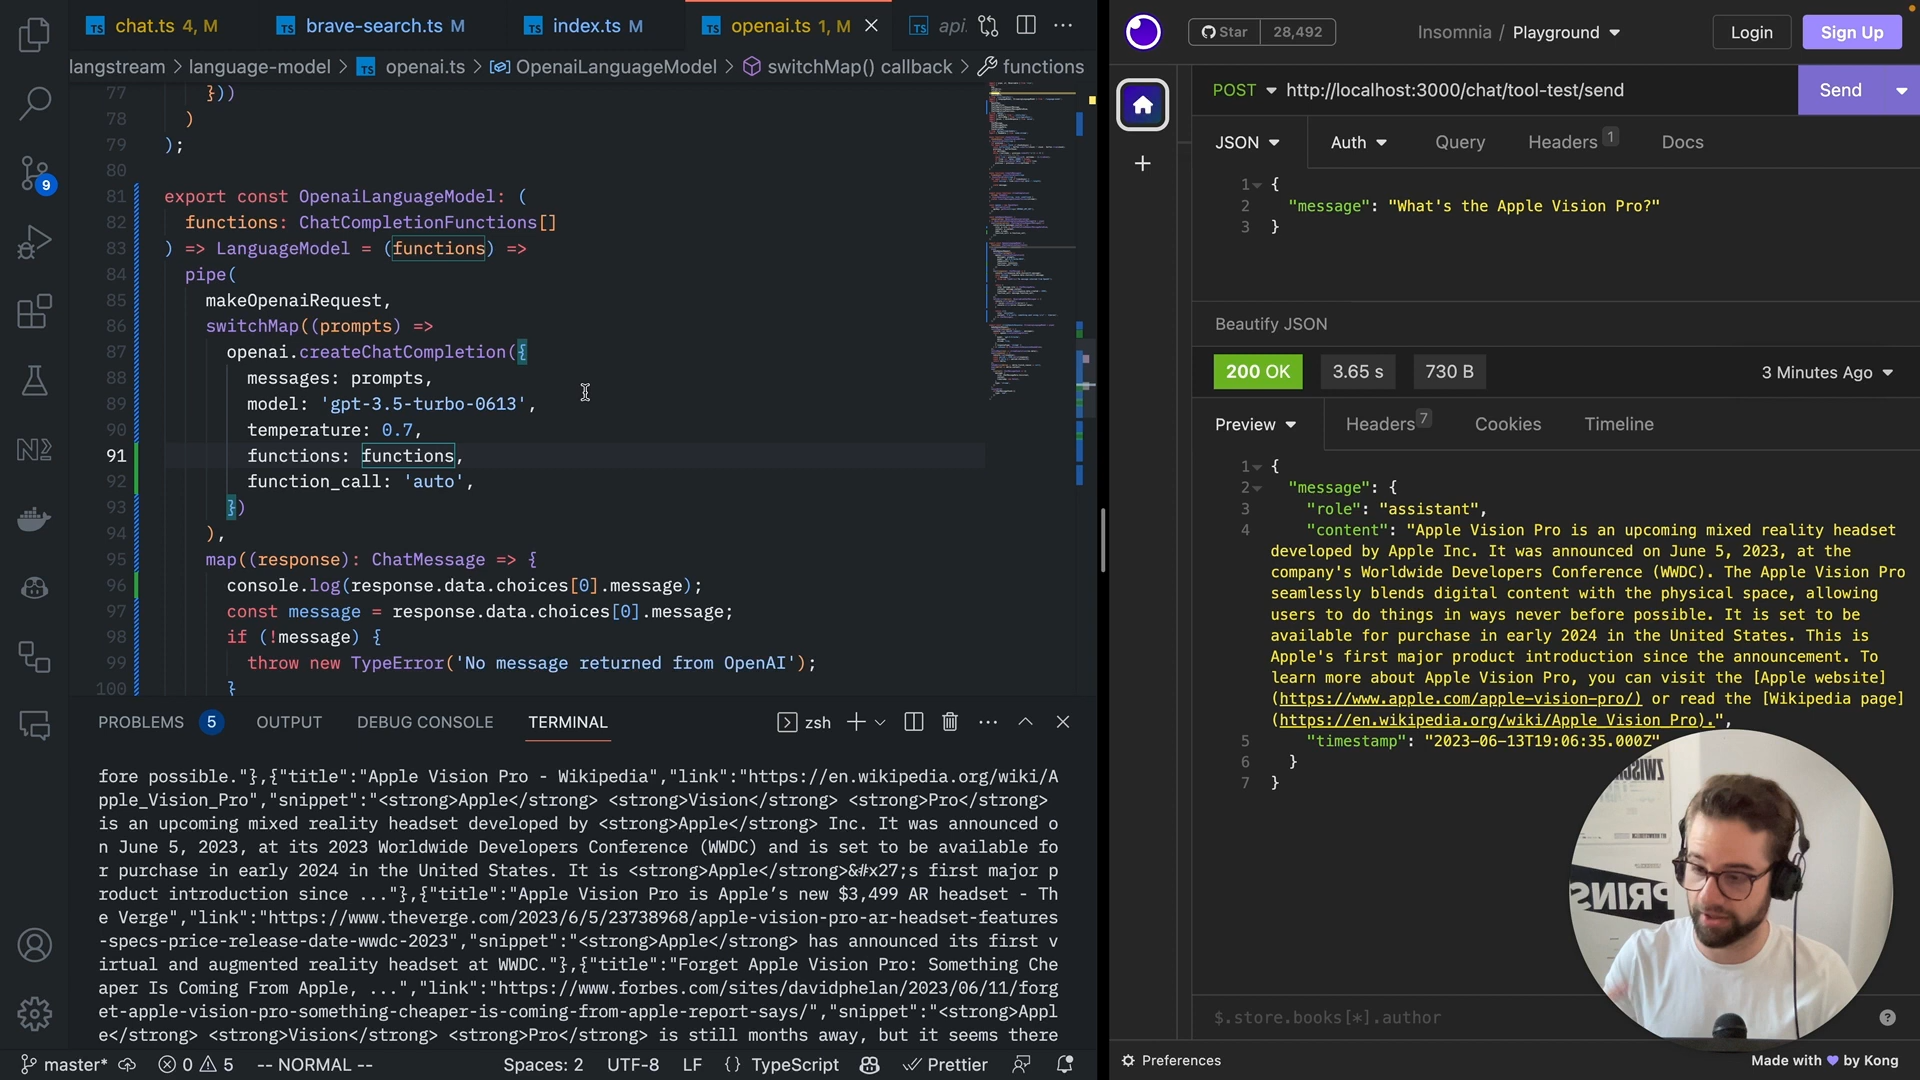 chat.ts 4, M
brave-search.ts M
index.ts M
openai.ts 1, M
api.
langstream > language-model > openai.ts > OpenaiLanguageModel > switchMap() callback > functions
77 }))
78 )
79 );
80
81 export const OpenaiLanguageModel: (
82 functions: ChatCompletionFunctions[]
83 ) => LanguageModel = (functions) =>
84 pipe(
85 makeOpenaiRequest,
86 switchMap((prompts) =>
87 openai.createChatCompletion({
88 messages: prompts,
89 model: 'gpt-3.5-turbo-0613',
90 temperature: 0.7,
91 functions: functions,
92 function_call: 'auto',
93 })
94 ),
95 map((response): ChatMessage => {
96 console.log(response.data.choices[0].message);
97 const message = response.data.choices[0].message;
98 if (!message) {
99 throw new TypeError('No message returned from OpenAI');
100 }
9
PROBLEMS 5 OUTPUT DEBUG CONSOLE TERMINAL zsh
fore possible."},{"title":"Apple Vision Pro - Wikipedia","link":"https://en.wikipedia.org/wiki/A
pple_Vision_Pro","snippet":"<strong>Apple</strong> <strong>Vision</strong> <strong>Pro</strong>
is an upcoming mixed reality headset developed by <strong>Apple</strong> Inc. It was announced o
n June 5, 2023, at its 2023 Worldwide Developers Conference (WWDC) and is set to be available fo
r purchase in early 2024 in the United States. It is <strong>Apple</strong>&#x27;s first major p
roduct introduction since ..."},{"title":"Apple Vision Pro is Apple’s new $3,499 AR headset - Th
e Verge","link":"https://www.theverge.com/2023/6/5/23738968/apple-vision-pro-ar-headset-features
-specs-price-release-date-wwdc-2023","snippet":"<strong>Apple</strong> has announced its first v
irtual and augmented reality headset at WWDC."},{"title":"Forget Apple Vision Pro: Something Che
aper Is Coming From Apple, ...","link":"https://www.forbes.com/sites/davidphelan/2023/06/11/forg
et-apple-vision-pro-something-cheaper-is-coming-from-apple-report-says/","snippet":"<strong>Appl
e</strong> <strong>Vision</strong> <strong>Pro</strong> is still months away, but it seems there
master* 0 5 -- NORMAL -- Spaces: 2 UTF-8 LF {} TypeScript Prettier
Star 28,492
Insomnia / Playground
Login
Sign Up
POST http://localhost:3000/chat/tool-test/send
Send
JSON Auth Query Headers 1 Docs
1 {
2 "message": "What's the Apple Vision Pro?"
3 }
Beautify JSON
200 OK 3.65 s 730 B 3 Minutes Ago
Preview Headers 7 Cookies Timeline
1 {
2 "message": {
3 "role": "assistant",
4 "content": "Apple Vision Pro is an upcoming mixed reality headset
developed by Apple Inc. It was announced on June 5, 2023, at the
company's Worldwide Developers Conference (WWDC). The Apple Vision Pro
seamlessly blends digital content with the physical space, allowing
users to do things in ways never before possible. It is set to be
available for purchase in early 2024 in the United States. This is
Apple's first major product introduction since the announcement. To
learn more about Apple Vision Pro, you can visit the [Apple website]
(https://www.apple.com/apple-vision-pro/) or read the [Wikipedia page]
(https://en.wikipedia.org/wiki/Apple_Vision_Pro).",
5 "timestamp": "2023-06-13T19:06:35.000Z"
6 }
7 }
$.store.books[*].author
Preferences
Made with by Kong